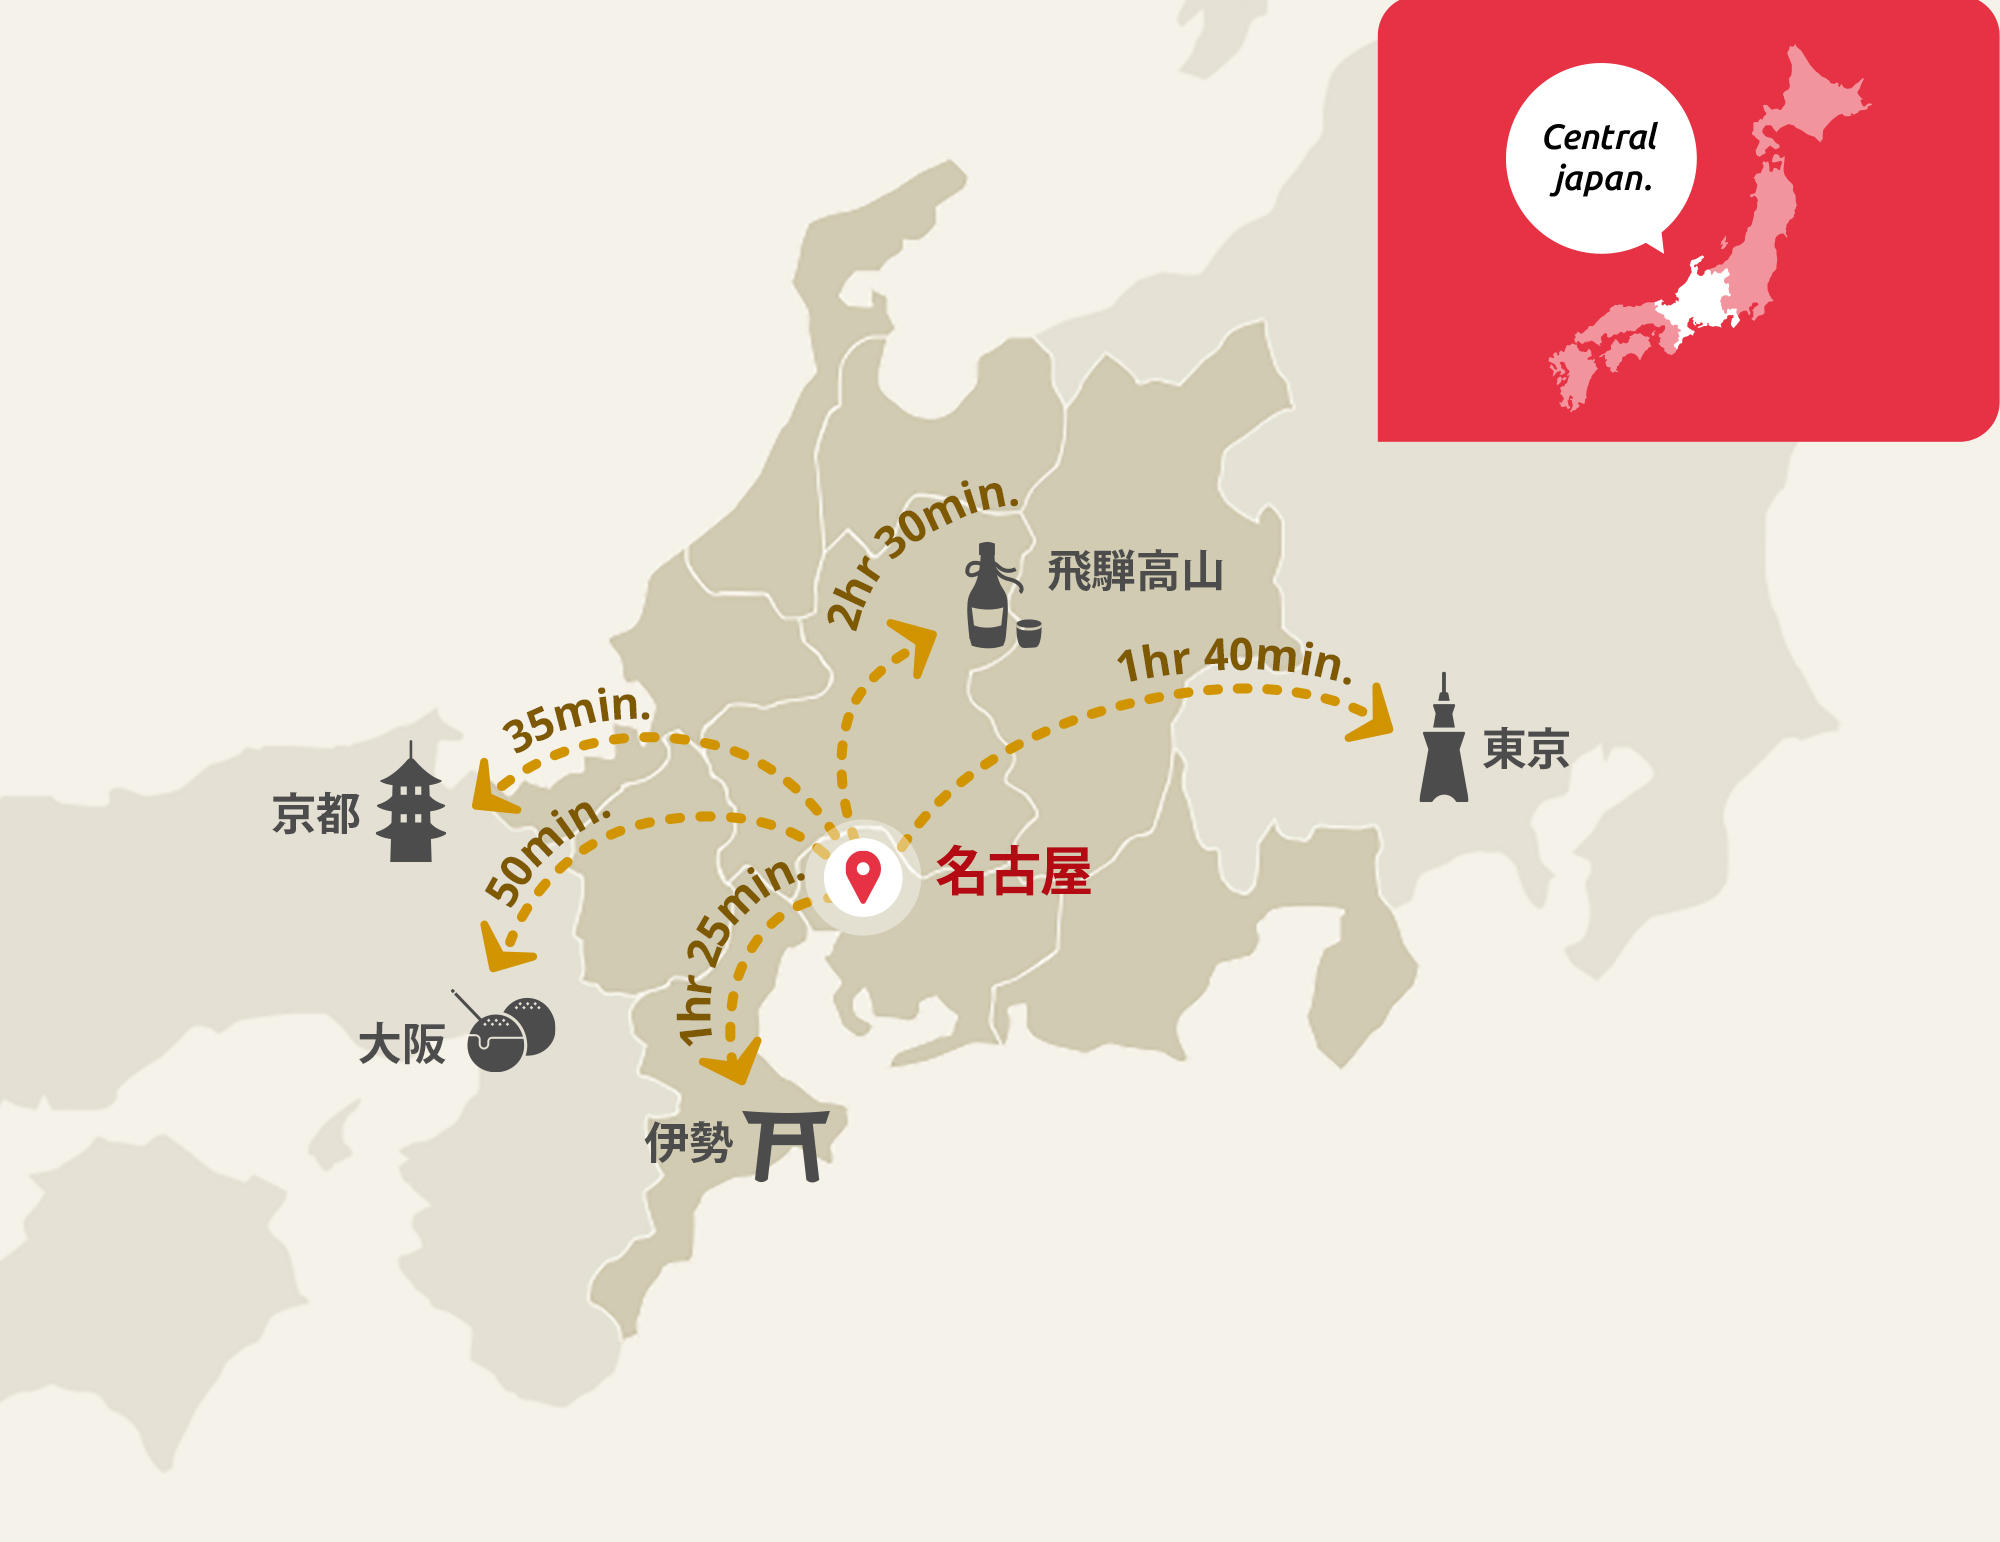 Central
japan.
2hr 30min.
飛騨高山
1hr 40min.
東京
35min.
京都
50min.
大阪
1hr 25min.
伊勢
名古屋